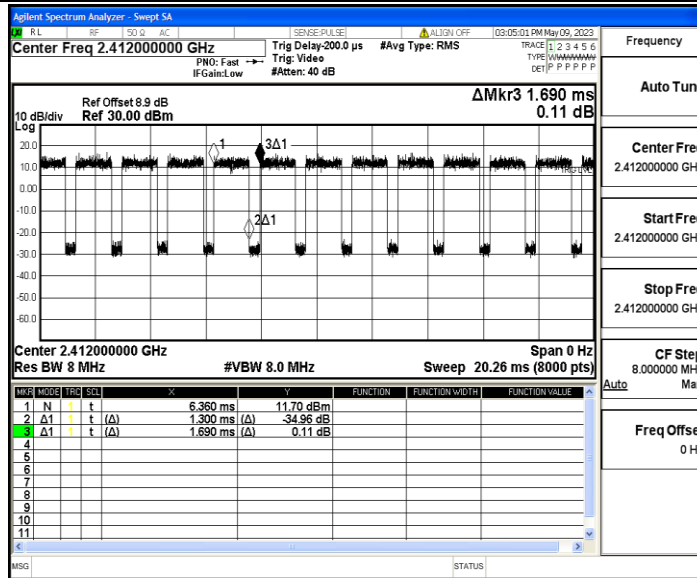 Agilent Spectrum Analyzer - Swept SA
RL RF 50 Ω AC SENSE:PULSE ALIGN OFF 03:05:01 PM May 09, 2023
Center Freq 2.412000000 GHz
PNO: Fast
IFGain:Low
Trig Delay-200.0 µs
Trig: Video
#Atten: 40 dB
#Avg Type: RMS
TRACE 1 2 3 4 5 6
TYPE
DET P P P P P P
Frequency
Auto Tun
Center Fre
2.412000000 GH
Start Fre
2.412000000 GH
Stop Fre
2.412000000 GH
CF Step
8.000000 MH
Auto Ma
Freq Offse
0 H
ΔMkr3 1.690 ms
0.11 dB
Ref Offset 8.9 dB
10 dB/div Ref 30.00 dBm
Log
20.0
10.0
0.00
-10.0
-20.0
-30.0
-40.0
-50.0
-60.0
1
3Δ1
2Δ1
TRIG LVL
Center 2.412000000 GHz Span 0 Hz
Res BW 8 MHz #VBW 8.0 MHz Sweep 20.26 ms (8000 pts)
MKR MODE TRC SCL X Y FUNCTION FUNCTION WIDTH FUNCTION VALUE
1 N 1 t 6.360 ms 11.70 dBm
2 Δ1 1 t (Δ) 1.300 ms (Δ) -34.96 dB
3 Δ1 1 t (Δ) 1.690 ms (Δ) 0.11 dB
4
5
6
7
8
9
10
11
MSG STATUS